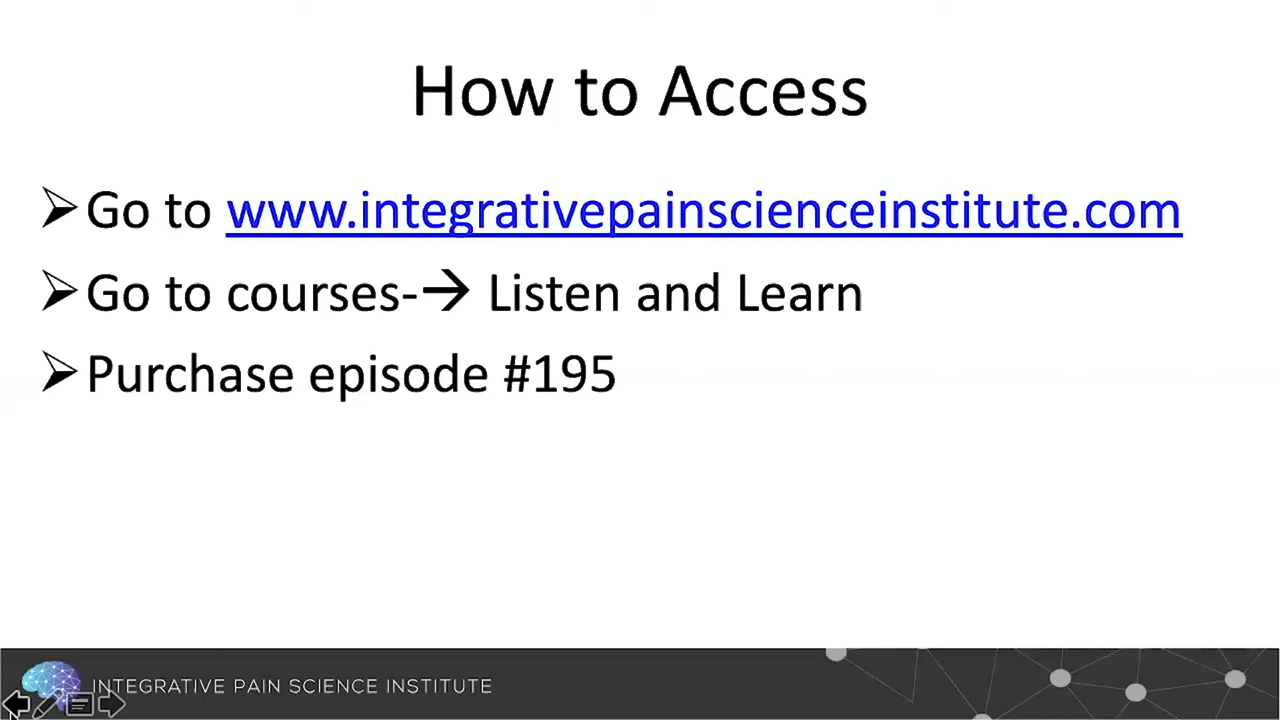 How to Access
➢Go to www.integrativepainscienceinstitute.com
➢Go to courses-→ Listen and Learn
➢Purchase episode #195
INTEGRATIVE PAIN SCIENCE INSTITUTE